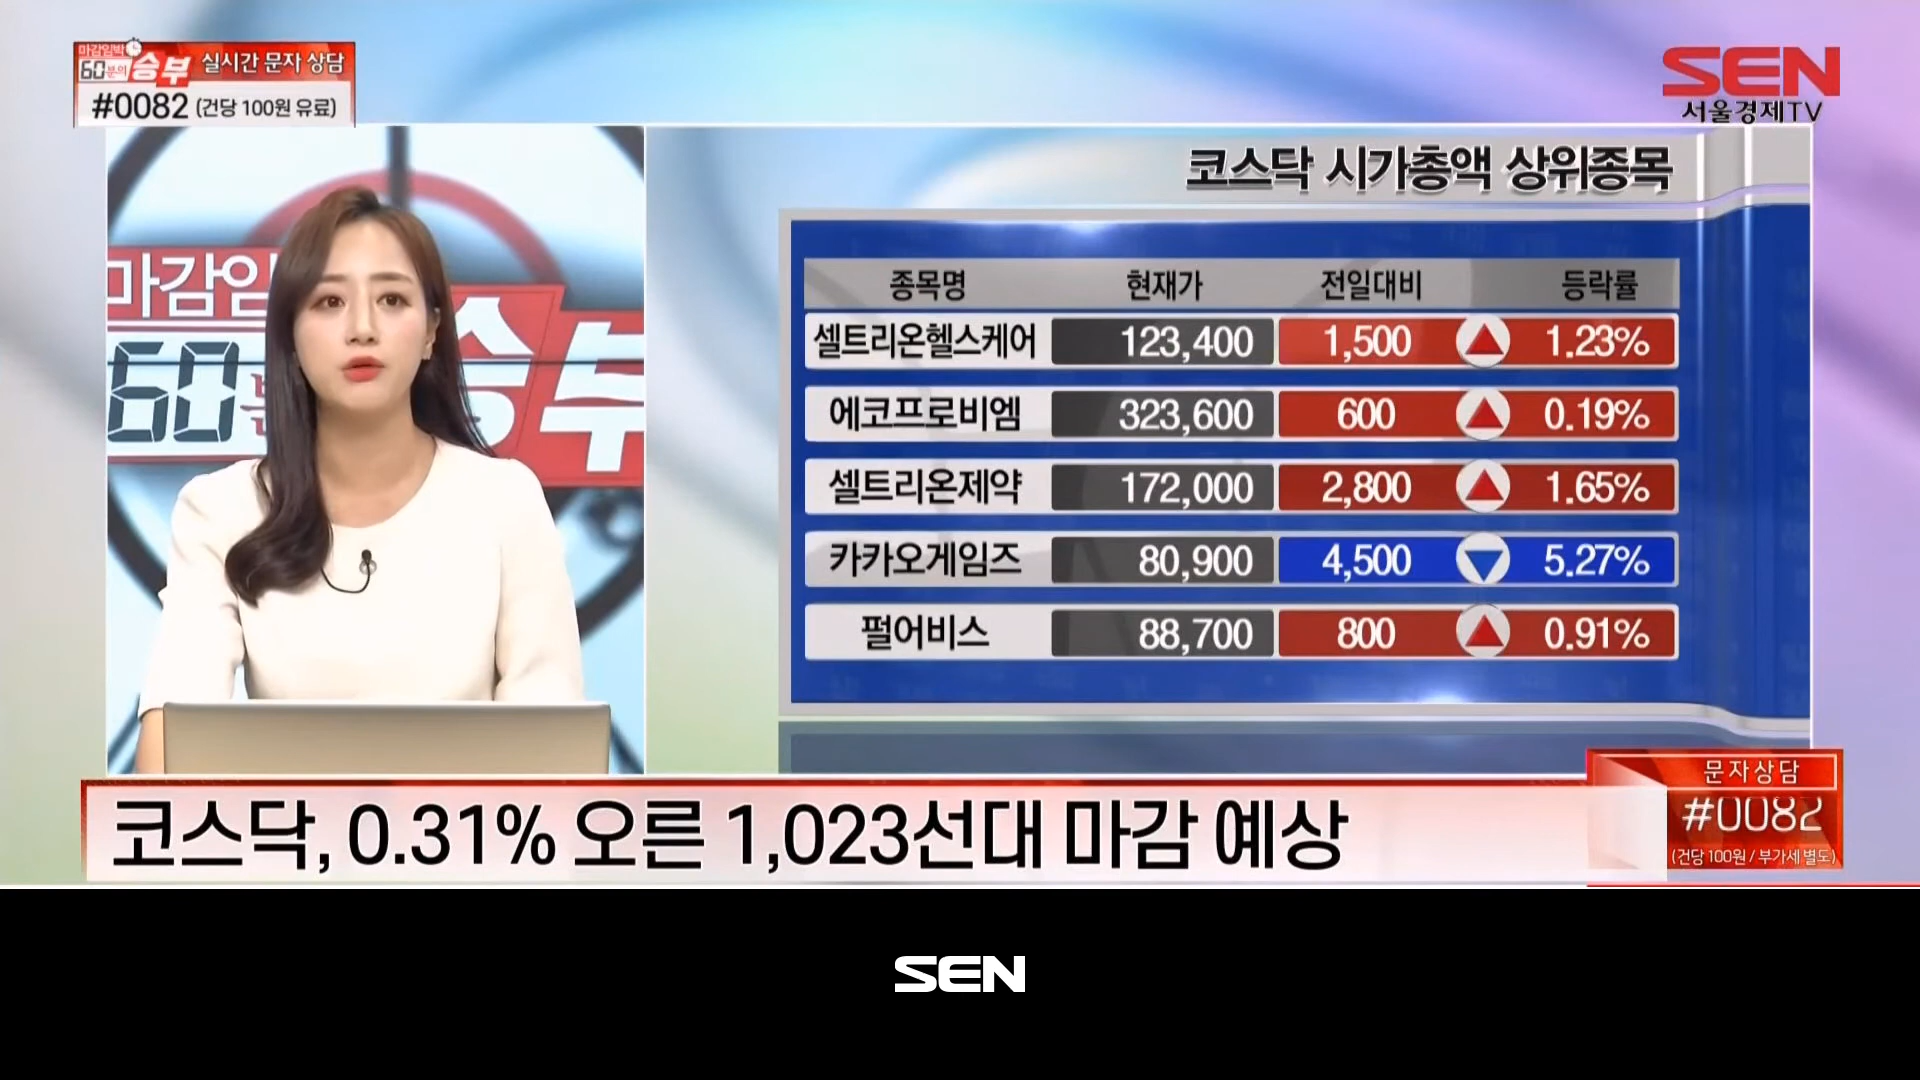 마감임박
60분의 승부 실시간 문자 상담
#0082 (건당 100원 유료)
SEN
서울경제TV
마감임
60분 승부
코스닥 시가총액 상위종목
종목명 현재가 전일대비 등락률
셀트리온헬스케어 123,400 1,500 ▲ 1.23%
에코프로비엠 323,600 600 ▲ 0.19%
셀트리온제약 172,000 2,800 ▲ 1.65%
카카오게임즈 80,900 4,500 ▼ 5.27%
펄어비스 88,700 800 ▲ 0.91%
코스닥, 0.31% 오른 1,023선대 마감 예상
문자상담
#0082
(건당 100원 / 부가세 별도)
SEN